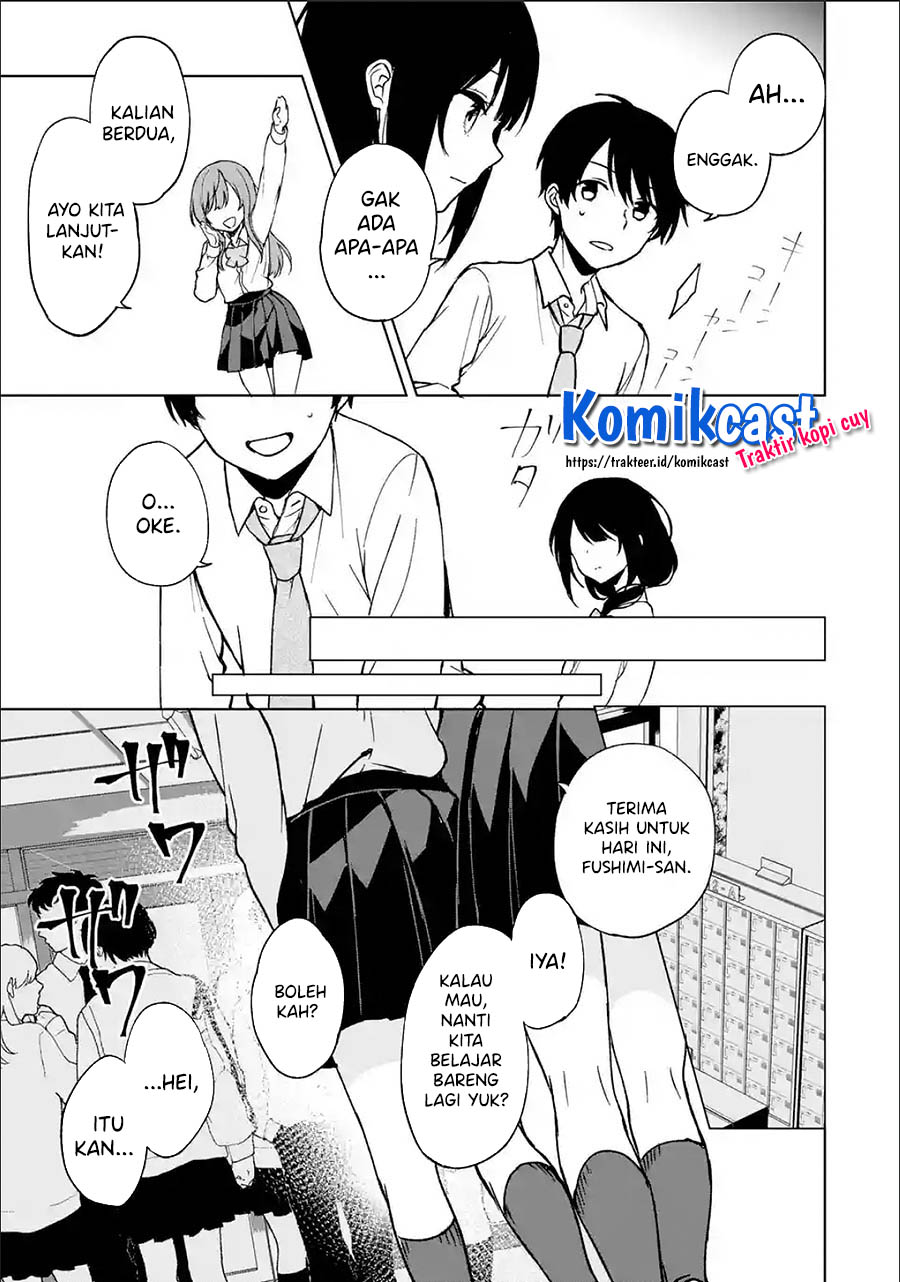 AH...
ENGGAK.
GAK
ADA
APA-APA
...
KALIAN
BERDUA,
AYO KITA
LANJUT-
KAN!
Komikcast
https://trakteer.id/komikcast
Traktir kopi cuy
ガタ
O...
OKE.
TERIMA
KASIH UNTUK
HARI INI,
FUSHIMI-SAN.
IYA!
KALAU
MAU,
NANTI
KITA
BELAJAR
BARENG
LAGI YUK?
BOLEH
KAH?
ザワ
ザワ
...HEI,
ITU
KAN...
2-A